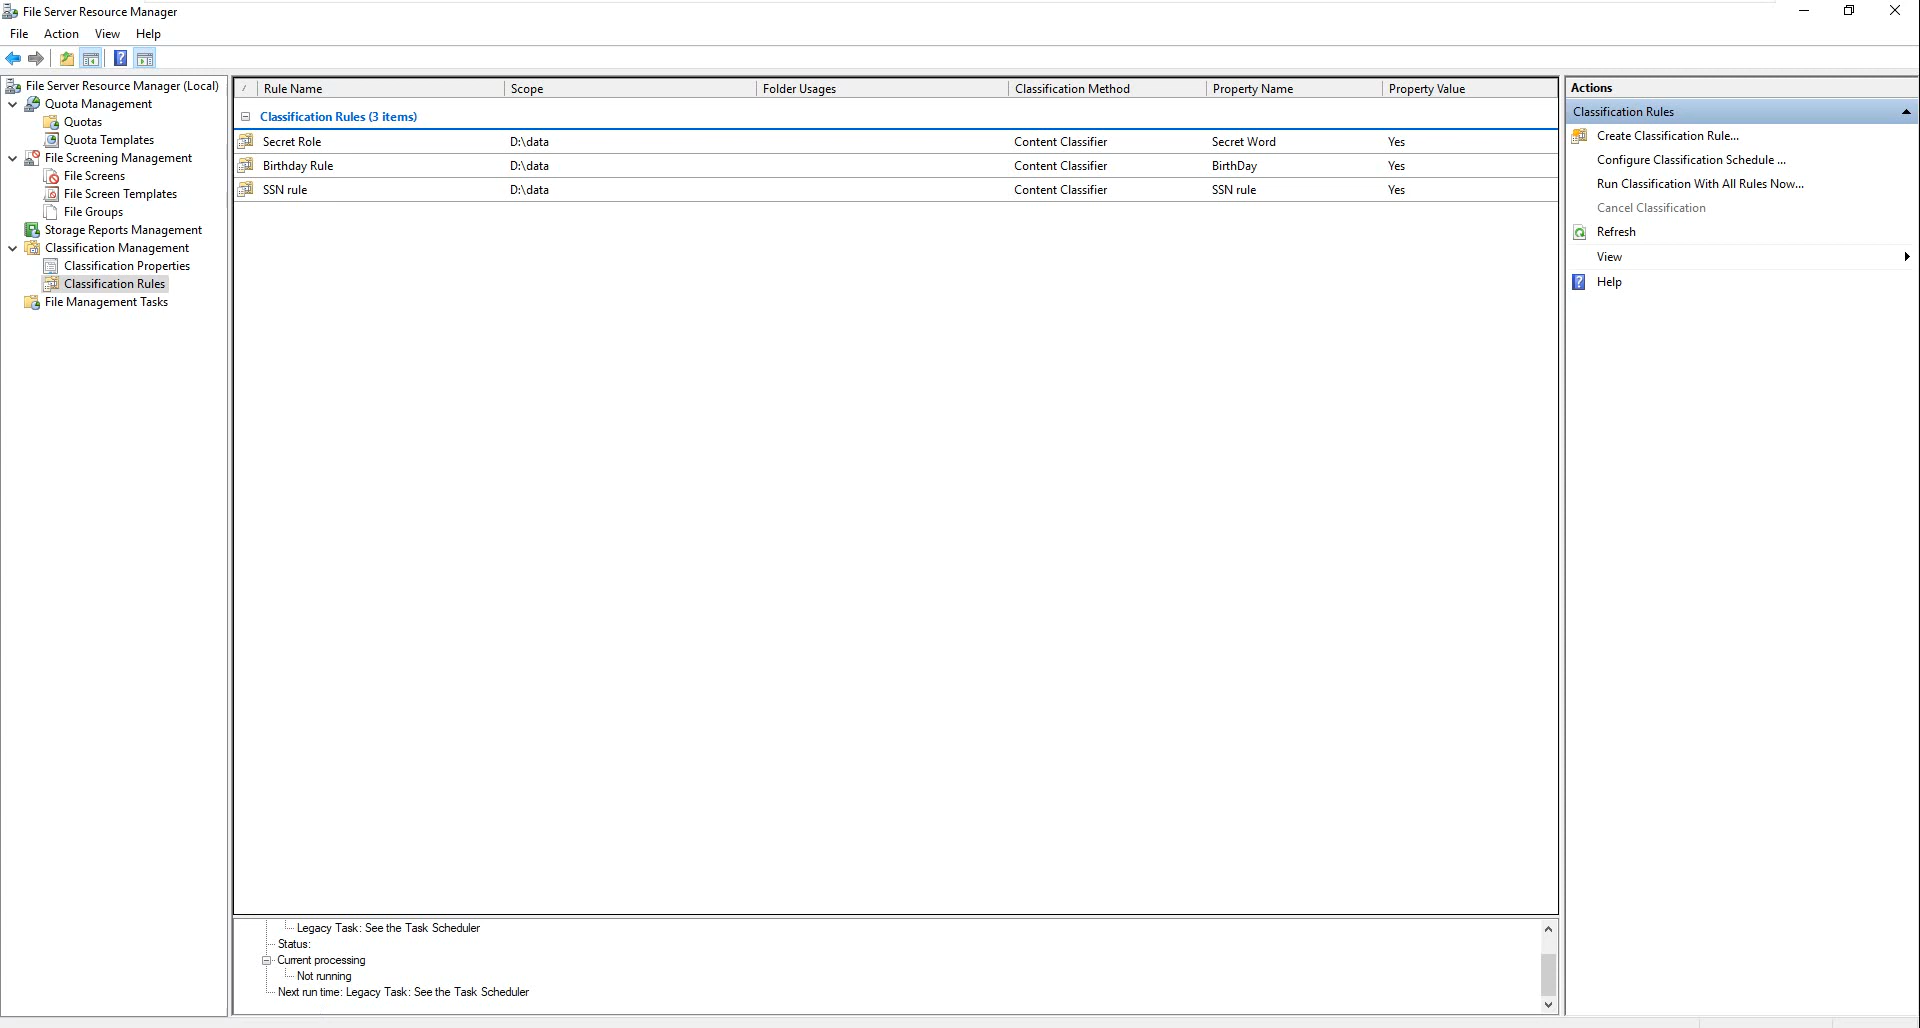 File Server Resource Manager
File Action View Help
File Server Resource Manager (Local)
Quota Management
Quotas
Quota Templates
File Screening Management
File Screens
File Screen Templates
File Groups
Storage Reports Management
Classification Management
Classification Properties
Classification Rules
File Management Tasks
Rule Name Scope Folder Usages Classification Method Property Name Property Value
Classification Rules (3 items)
Secret Role D:\data Content Classifier Secret Word Yes
Birthday Rule D:\data Content Classifier BirthDay Yes
SSN rule D:\data Content Classifier SSN rule Yes
Legacy Task: See the Task Scheduler
Status:
Current processing
Not running
Next run time: Legacy Task: See the Task Scheduler
Actions
Classification Rules
Create Classification Rule...
Configure Classification Schedule ...
Run Classification With All Rules Now...
Cancel Classification
Refresh
View
Help